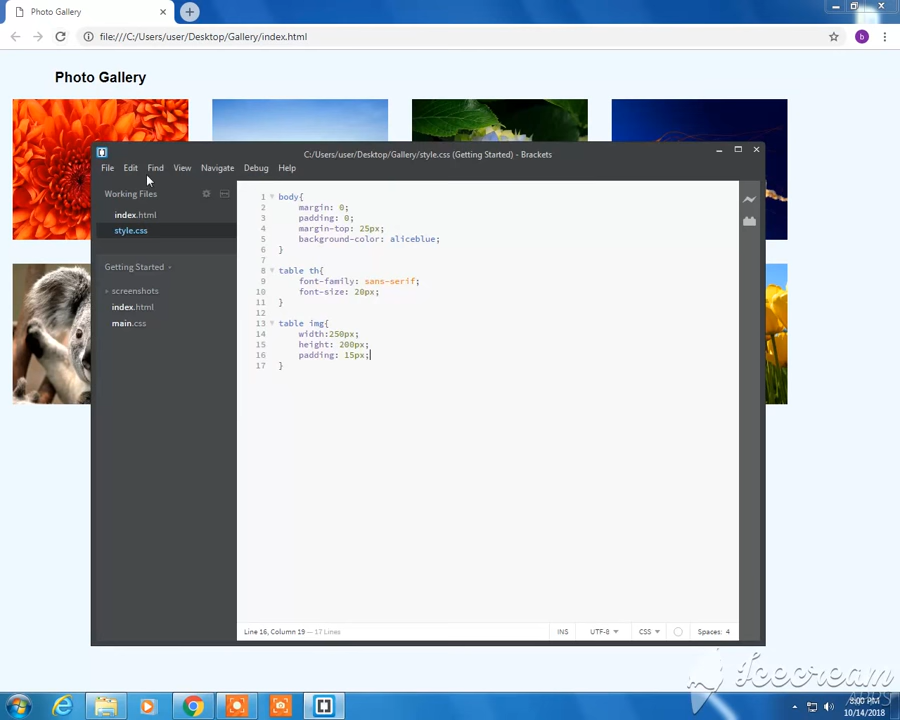 Photo Gallery
file:///C:/Users/user/Desktop/Gallery/index.html
b
Photo Gallery
C:/Users/user/Desktop/Gallery/style.css (Getting Started) - Brackets
File Edit Find View Navigate Debug Help
Working Files
index.html
style.css
Getting Started
screenshots
index.html
main.css
1 body{
2 margin: 0;
3 padding: 0;
4 margin-top: 25px;
5 background-color: aliceblue;
6 }
7
8 table th{
9 font-family: sans-serif;
10 font-size: 20px;
11 }
12
13 table img{
14 width:250px;
15 height: 200px;
16 padding: 15px;
17 }
Line 16, Column 19 — 17 Lines
INS UTF-8 CSS Spaces: 4
Icecream
APPS
8:00 PM
10/14/2018